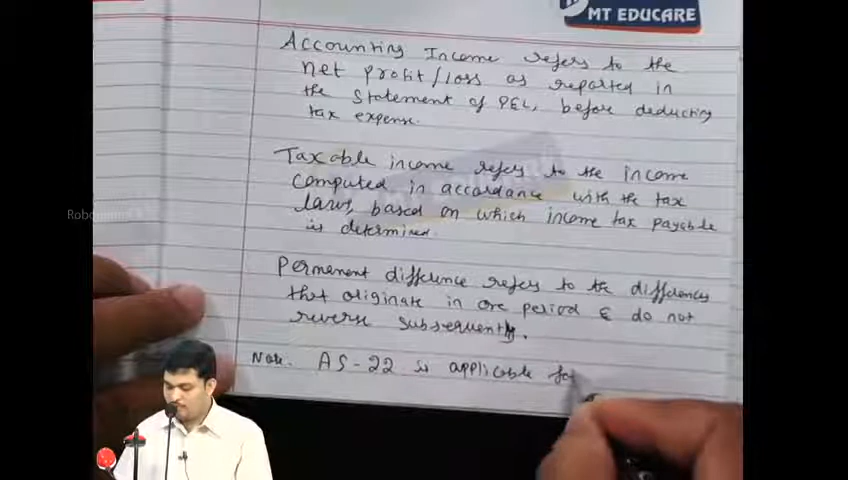 MT EDUCARE
Accounting Income refers to the
net profit/loss as reported in
the Statement of P&L, before deducting
tax expense.
Taxable income refers to the income
computed in accordance with the tax
laws, based on which income tax payable
is determined.
Permenent difference refers to the differences
that originate in one period & do not
reverse subsequently.
Note. AS-22 is applicable for